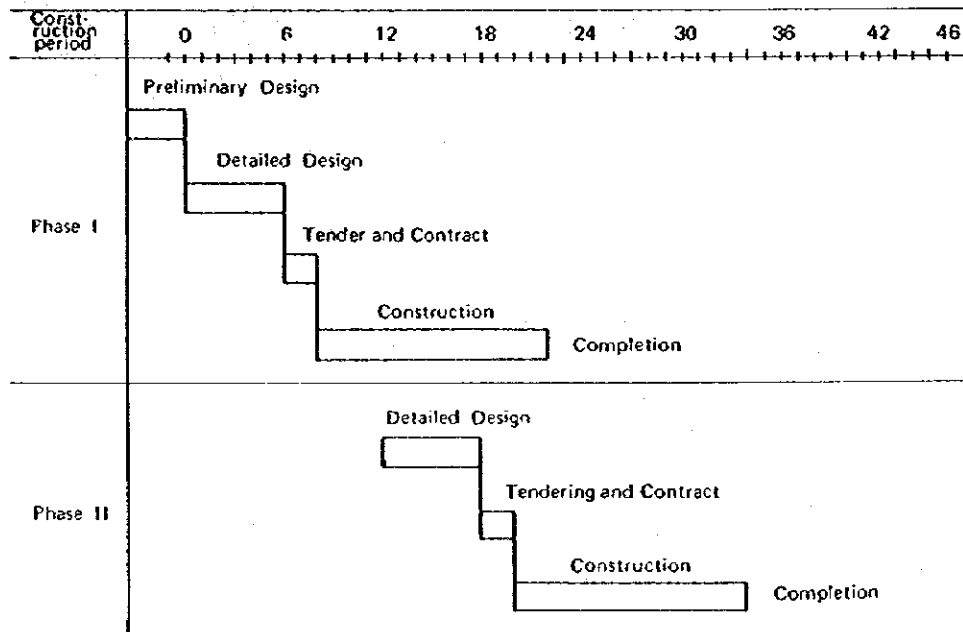 Const-
ruction
period
0 6 12 18 24 30 36 42 46
Preliminary Design
Detailed Design
Phase I
Tender and Contract
Construction
Completion
Detailed Design
Tendering and Contract
Phase II
Construction
Completion